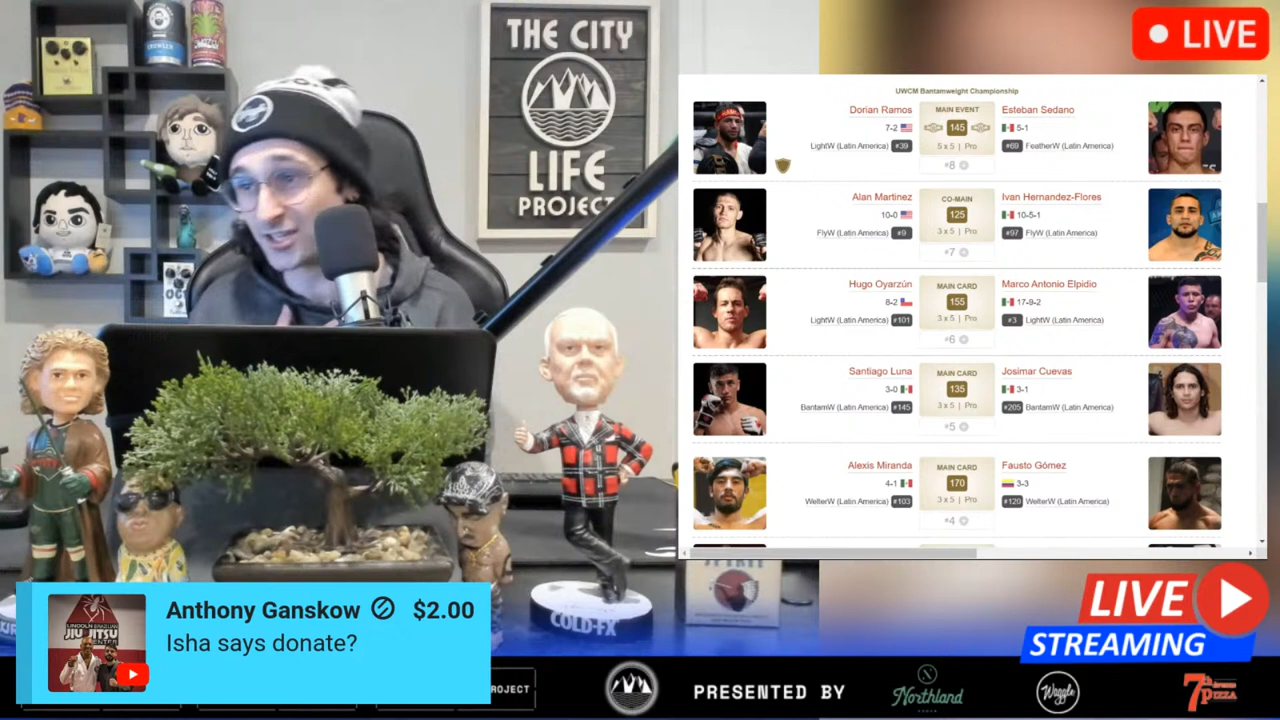 LIVE
THE CITY
LIFE
PROJECT
UWCM Bantamweight Championship
Dorian Ramos
7-2
LightW (Latin America) #39
MAIN EVENT
145
5 x 5 | Pro
#8
Esteban Sedano
5-1
#69 FeatherW (Latin America)
Alan Martinez
10-0
FlyW (Latin America) #9
CO-MAIN
125
3 x 5 | Pro
#7
Ivan Hernandez-Flores
10-5-1
#97 FlyW (Latin America)
Hugo Oyarzún
8-2
LightW (Latin America) #101
MAIN CARD
155
3 x 5 | Pro
#6
Marco Antonio Elpidio
17-9-2
#3 LightW (Latin America)
Santiago Luna
3-0
BantamW (Latin America) #145
MAIN CARD
135
3 x 5 | Pro
#5
Josimar Cuevas
3-1
#205 BantamW (Latin America)
Alexis Miranda
4-1
WelterW (Latin America) #103
MAIN CARD
170
3 x 5 | Pro
#4
Fausto Gómez
3-3
#120 WelterW (Latin America)
COLD-FX
LINCOLN BRAZILIAN
JIU JITSU
CENTER
Anthony Ganskow $2.00
Isha says donate?
LIVE
STREAMING
PROJECT
PRESENTED BY
Northland
Waggle
7th
PIZZA